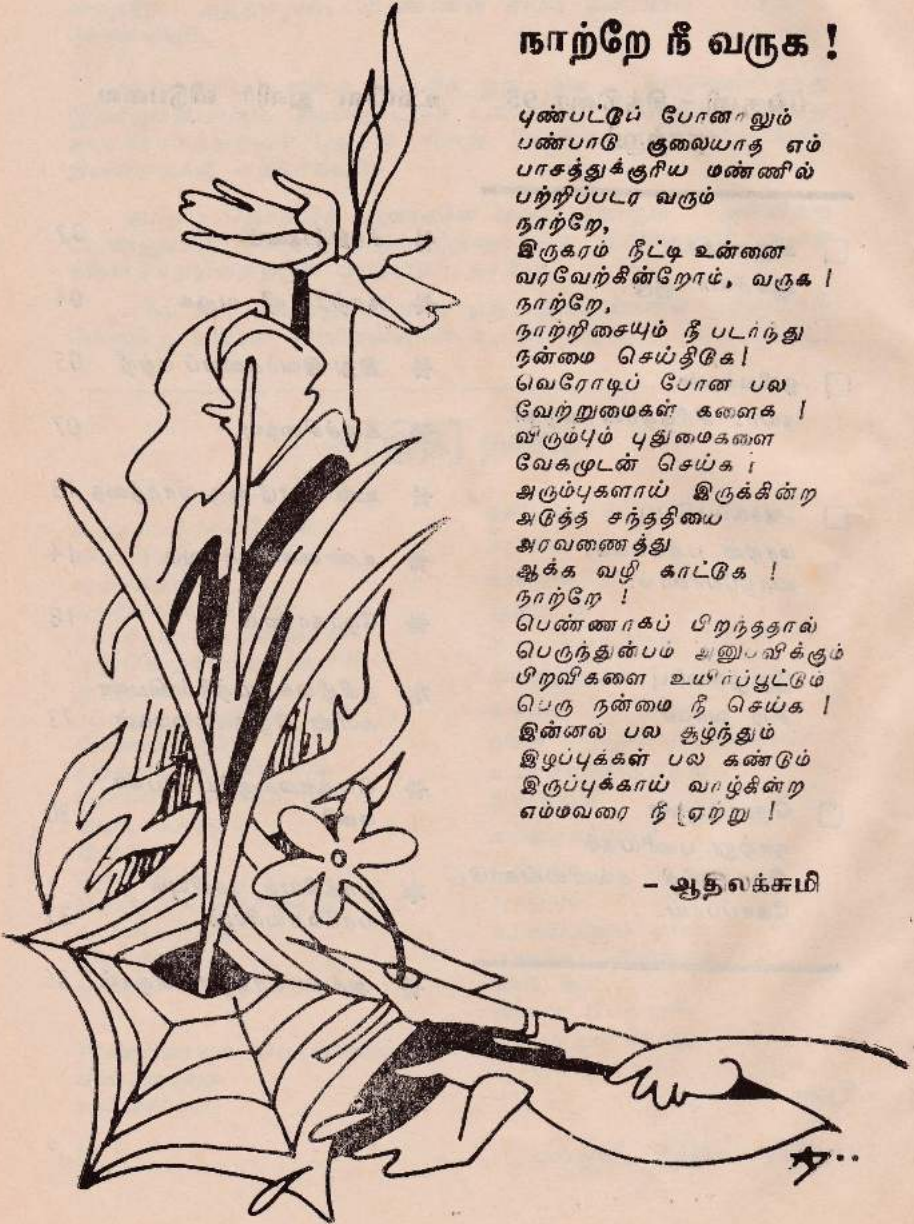 நாற்றே நீ வருக !
புண்பட்டுப் போனாலும்
பண்பாடு குலையாத எம்
பாசத்துக்குரிய மண்ணில்
பற்றிப்படர வரும்
நாற்றே,
இருகரம் நீட்டி உன்னை
வரவேற்கின்றோம், வருக !
நாற்றே,
நாற்றிசையும் நீ படர்ந்து
நன்மை செய்திடுக !
வெரோடிப் போன பல
வேற்றுமைகள் களைக !
விரும்பும் புதுமைகளை
வேகமுடன் செய்க !
அரும்புகளாய் இருக்கின்ற
அடுத்த சந்ததியை
அரவணைத்து
ஆக்க வழி காட்டுக !
நாற்றே !
பெண்ணாகப் பிறந்ததால்
பெருந்துன்பம் அனுபவிக்கும்
பிறவிகளை உயிர்ப்பூட்டும்
பெரு நன்மை நீ செய்க !
இன்னல் பல சூழ்ந்தும்
இழப்புக்கள் பல கண்டும்
இருப்புக்காய் வாழ்கின்ற
எம்மவரை நீ ஏற்று !
– ஆதிலக்சுமி